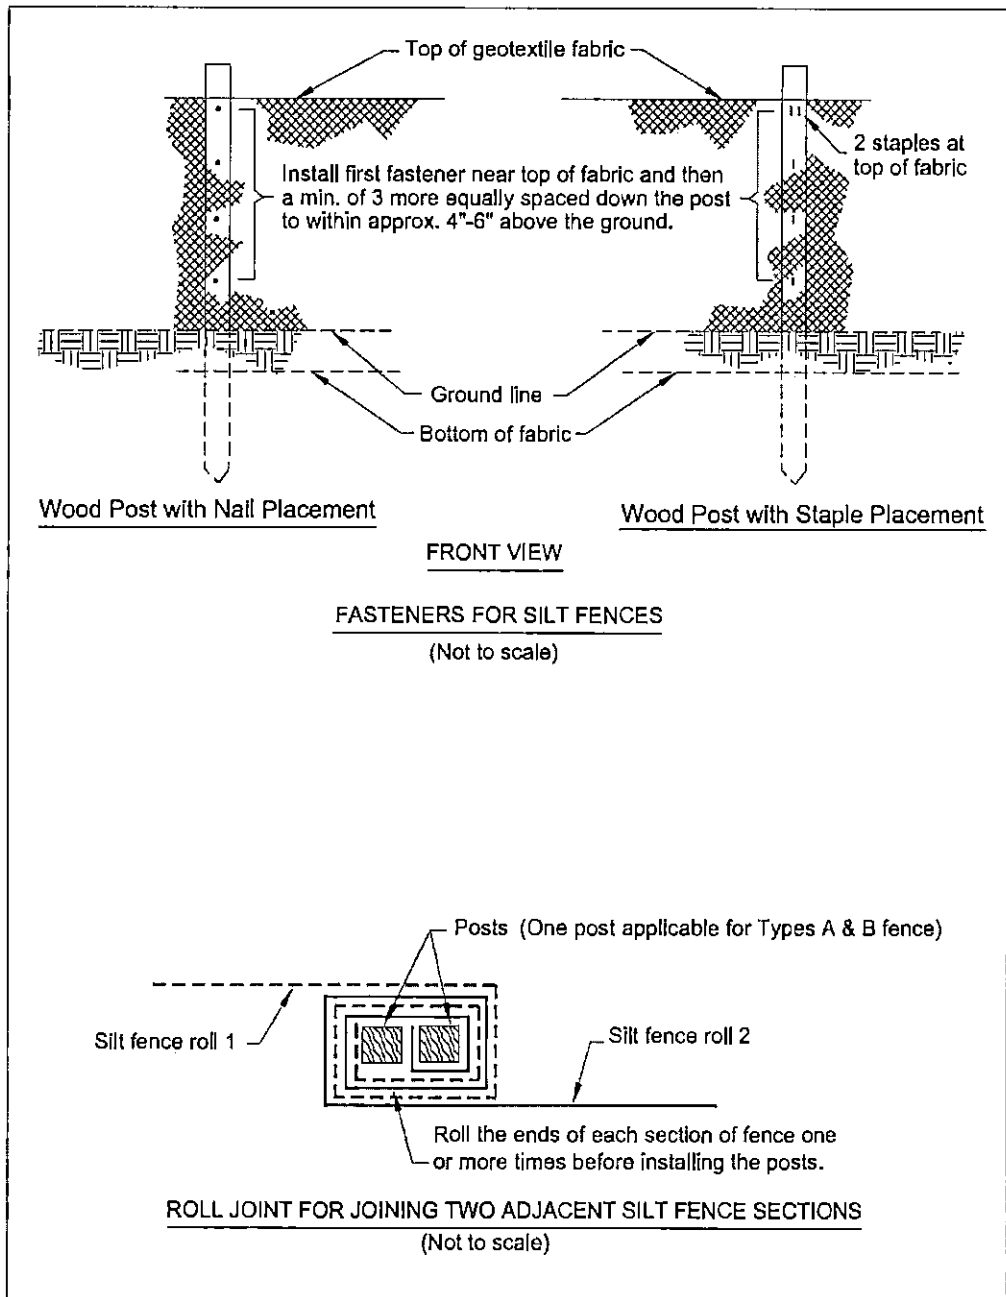 Top of geotextile fabric
2 staples at
top of fabric
Install first fastener near top of fabric and then
a min. of 3 more equally spaced down the post
to within approx. 4"-6" above the ground.
Ground line
Bottom of fabric
Wood Post with Nail Placement
Wood Post with Staple Placement
FRONT VIEW
FASTENERS FOR SILT FENCES
(Not to scale)
Posts (One post applicable for Types A & B fence)
Silt fence roll 1
Silt fence roll 2
Roll the ends of each section of fence one
or more times before installing the posts.
ROLL JOINT FOR JOINING TWO ADJACENT SILT FENCE SECTIONS
(Not to scale)